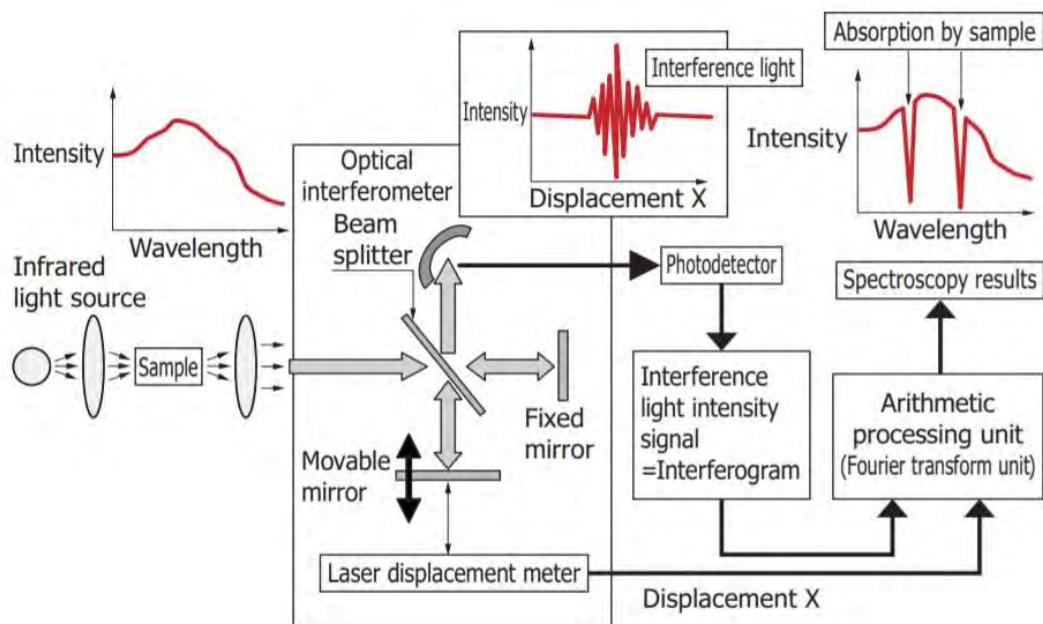 Absorption by sample
Interference light
Intensity
Displacement X
Intensity
Wavelength
Intensity
Wavelength
Optical
interferometer
Beam
splitter
Infrared
light source
Sample
Photodetector
Spectroscopy results
Fixed
mirror
Movable
mirror
Interference
light intensity
signal
=Interferogram
Arithmetic
processing unit
(Fourier transform unit)
Laser displacement meter
Displacement X